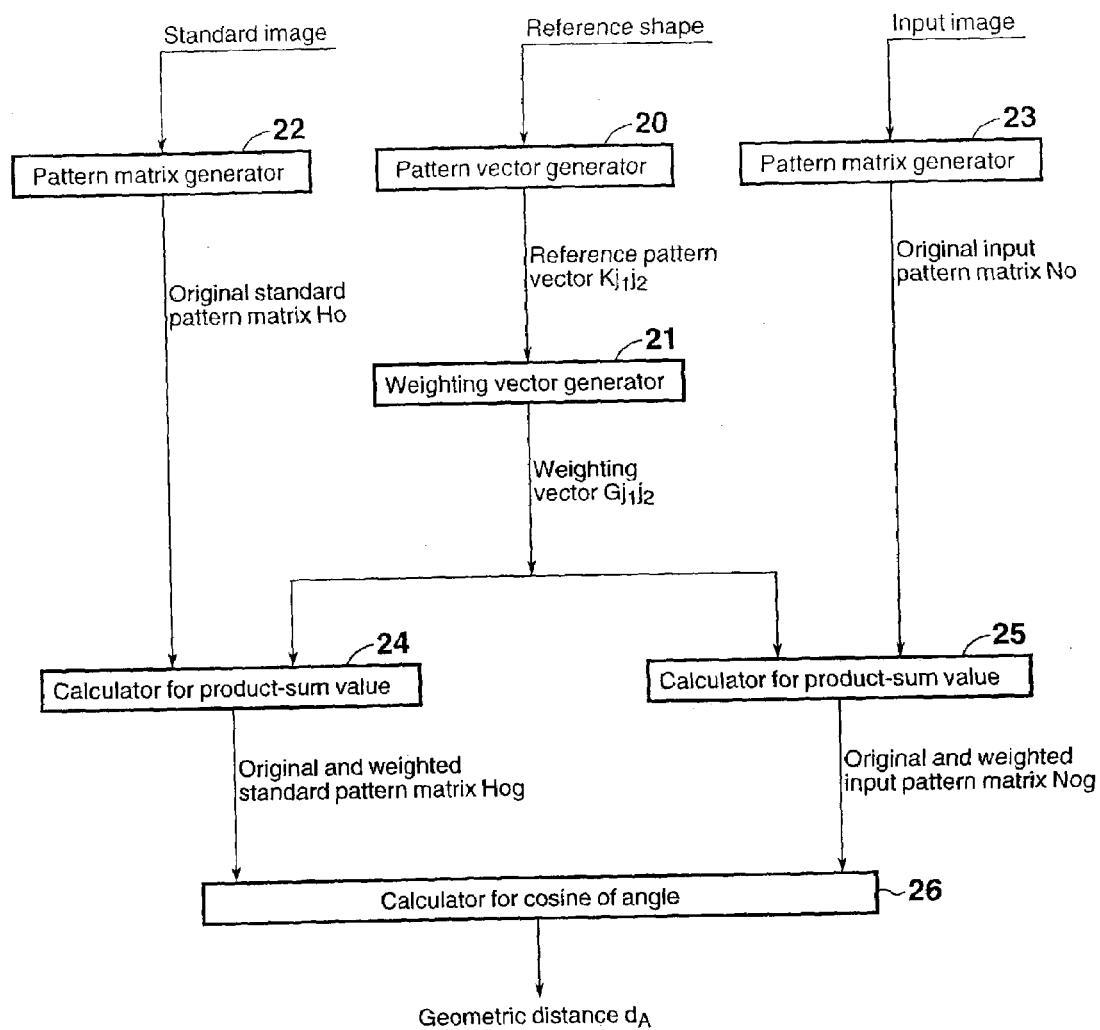 Standard image
Reference shape
Input image
22
20
23
Pattern matrix generator
Pattern vector generator
Pattern matrix generator
Original standard
pattern matrix Ho
Reference pattern
vector Kj1j2
Original input
pattern matrix No
21
Weighting vector generator
Weighting
vector Gj1j2
24
25
Calculator for product-sum value
Calculator for product-sum value
Original and weighted
standard pattern matrix Hog
Original and weighted
input pattern matrix Nog
Calculator for cosine of angle
26
Geometric distance dA